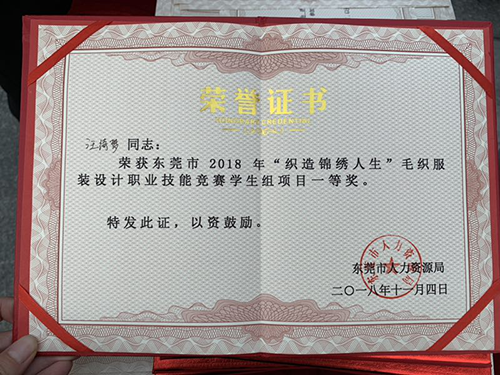 荣誉证书
同志：
荣获东莞市 2018 年“织造锦绣人生”毛织服
装设计职业技能竞赛学生组项目一等奖。
特发此证，以资鼓励。
东莞市人力资源局
二〇一八年十一月四日